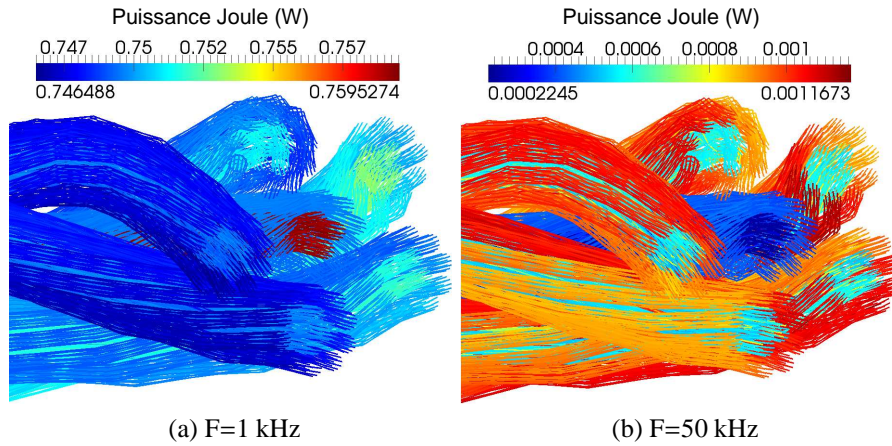 Puissance Joule (W)
0.747 0.75 0.752 0.755 0.757
0.746488 0.7595274
Puissance Joule (W)
0.0004 0.0006 0.0008 0.001
0.0002245 0.0011673
(a) F=1 kHz
(b) F=50 kHz